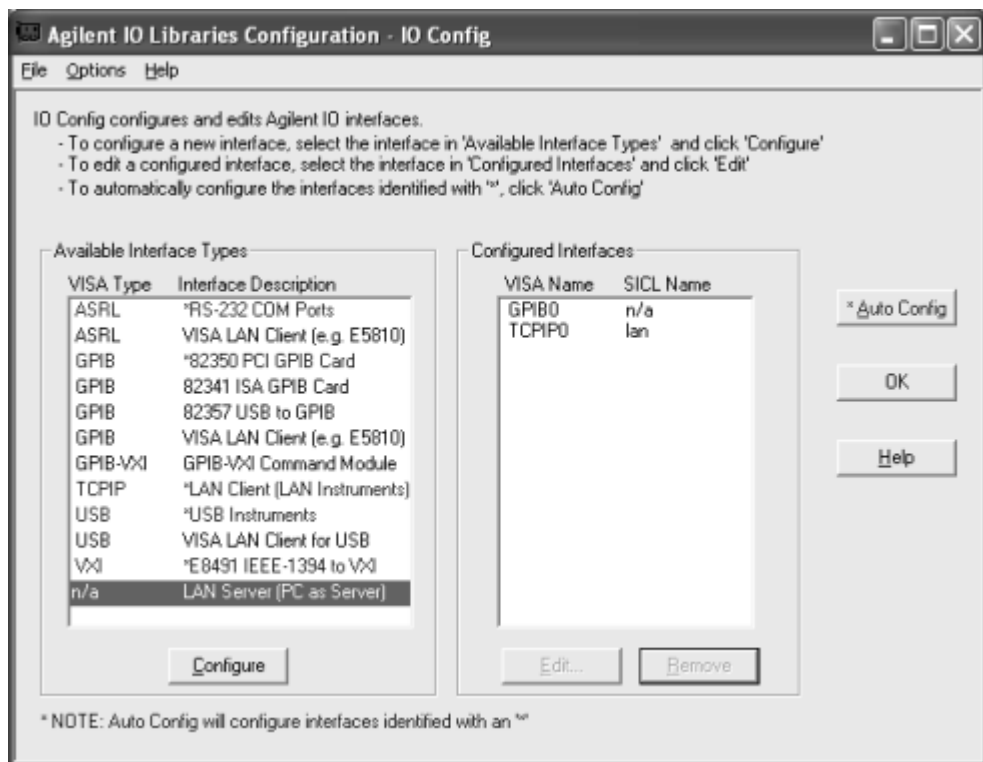 Agilent IO Libraries Configuration - IO Config
File Options Help
IO Config configures and edits Agilent IO interfaces.
- To configure a new interface, select the interface in 'Available Interface Types' and click 'Configure'
- To edit a configured interface, select the interface in 'Configured Interfaces' and click 'Edit'
- To automatically configure the interfaces identified with '*', click 'Auto Config'
Available Interface Types
VISA Type Interface Description
ASRL *RS-232 COM Ports
ASRL VISA LAN Client (e.g. E5810)
GPIB *82350 PCI GPIB Card
GPIB 82341 ISA GPIB Card
GPIB 82357 USB to GPIB
GPIB VISA LAN Client (e.g. E5810)
GPIB-VXI GPIB-VXI Command Module
TCPIP *LAN Client (LAN Instruments)
USB *USB Instruments
USB VISA LAN Client for USB
VXI *E8491 IEEE-1394 to VXI
n/a LAN Server (PC as Server)
Configure
Configured Interfaces
VISA Name SICL Name
GPIB0 n/a
TCPIP0 lan
Edit... Remove
* Auto Config
OK
Help
* NOTE: Auto Config will configure interfaces identified with an '*'